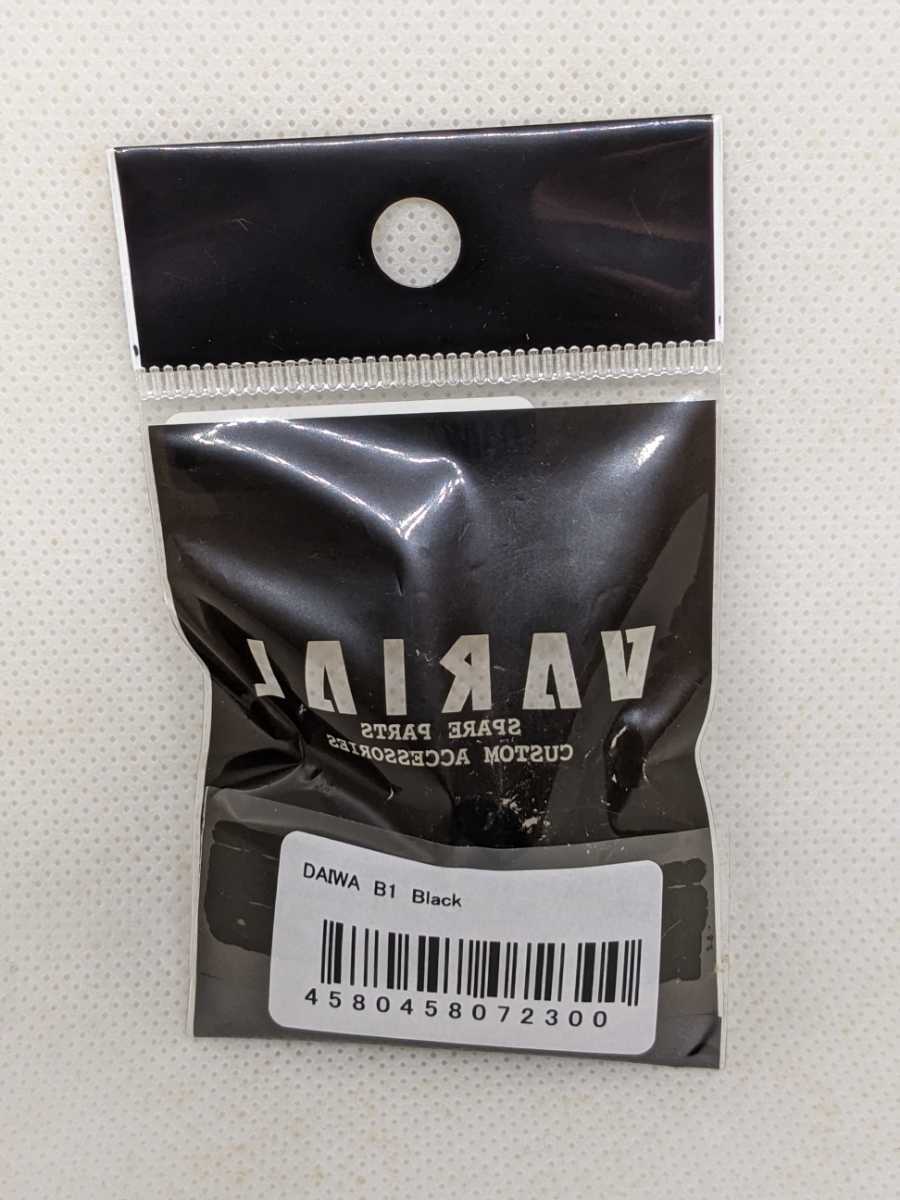 VARIAL
SPARE PARTS
CUSTOM ACCESSORIES
DAIWA B1 Black
4580458072300